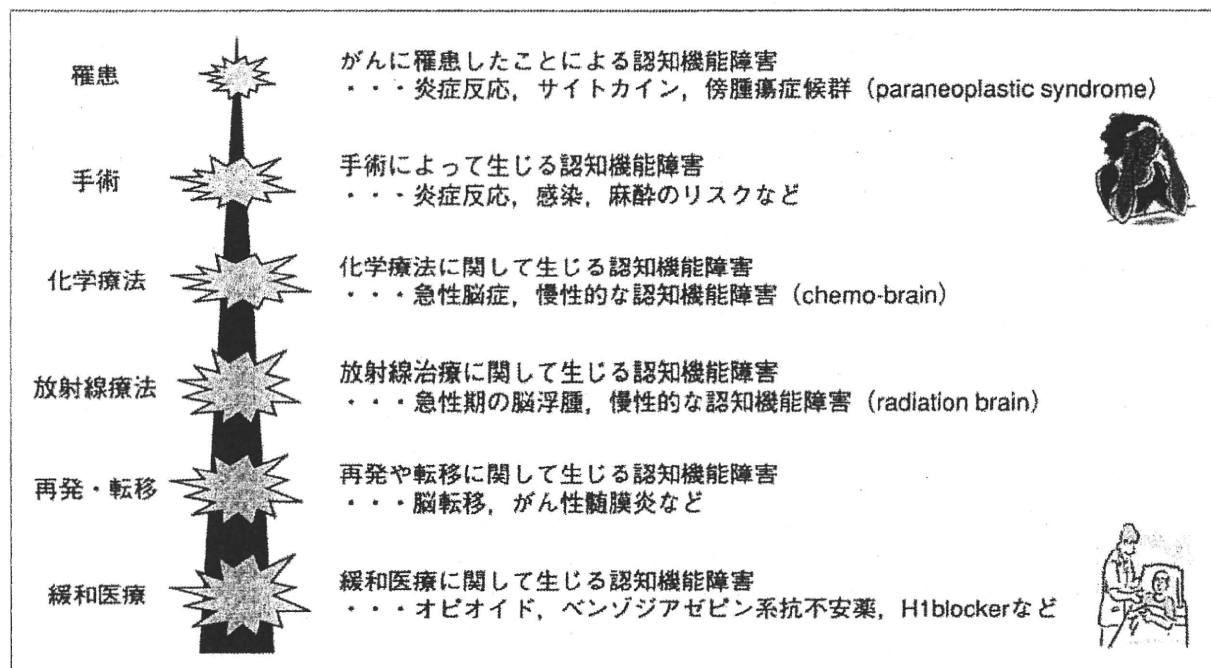 罹患
がんに罹患したことによる認知機能障害
・・・炎症反応，サイトカイン，傍腫瘍症候群（paraneoplastic syndrome）
手術
手術によって生じる認知機能障害
・・・炎症反応，感染，麻酔のリスクなど
化学療法
化学療法に関して生じる認知機能障害
・・・急性脳症，慢性的な認知機能障害（chemo-brain）
放射線療法
放射線治療に関して生じる認知機能障害
・・・急性期の脳浮腫，慢性的な認知機能障害（radiation brain）
再発・転移
再発や転移に関して生じる認知機能障害
・・・脳転移，がん性髄膜炎など
緩和医療
緩和医療に関して生じる認知機能障害
・・・オピオイド，ベンゾジアゼピン系抗不安薬，H1blockerなど